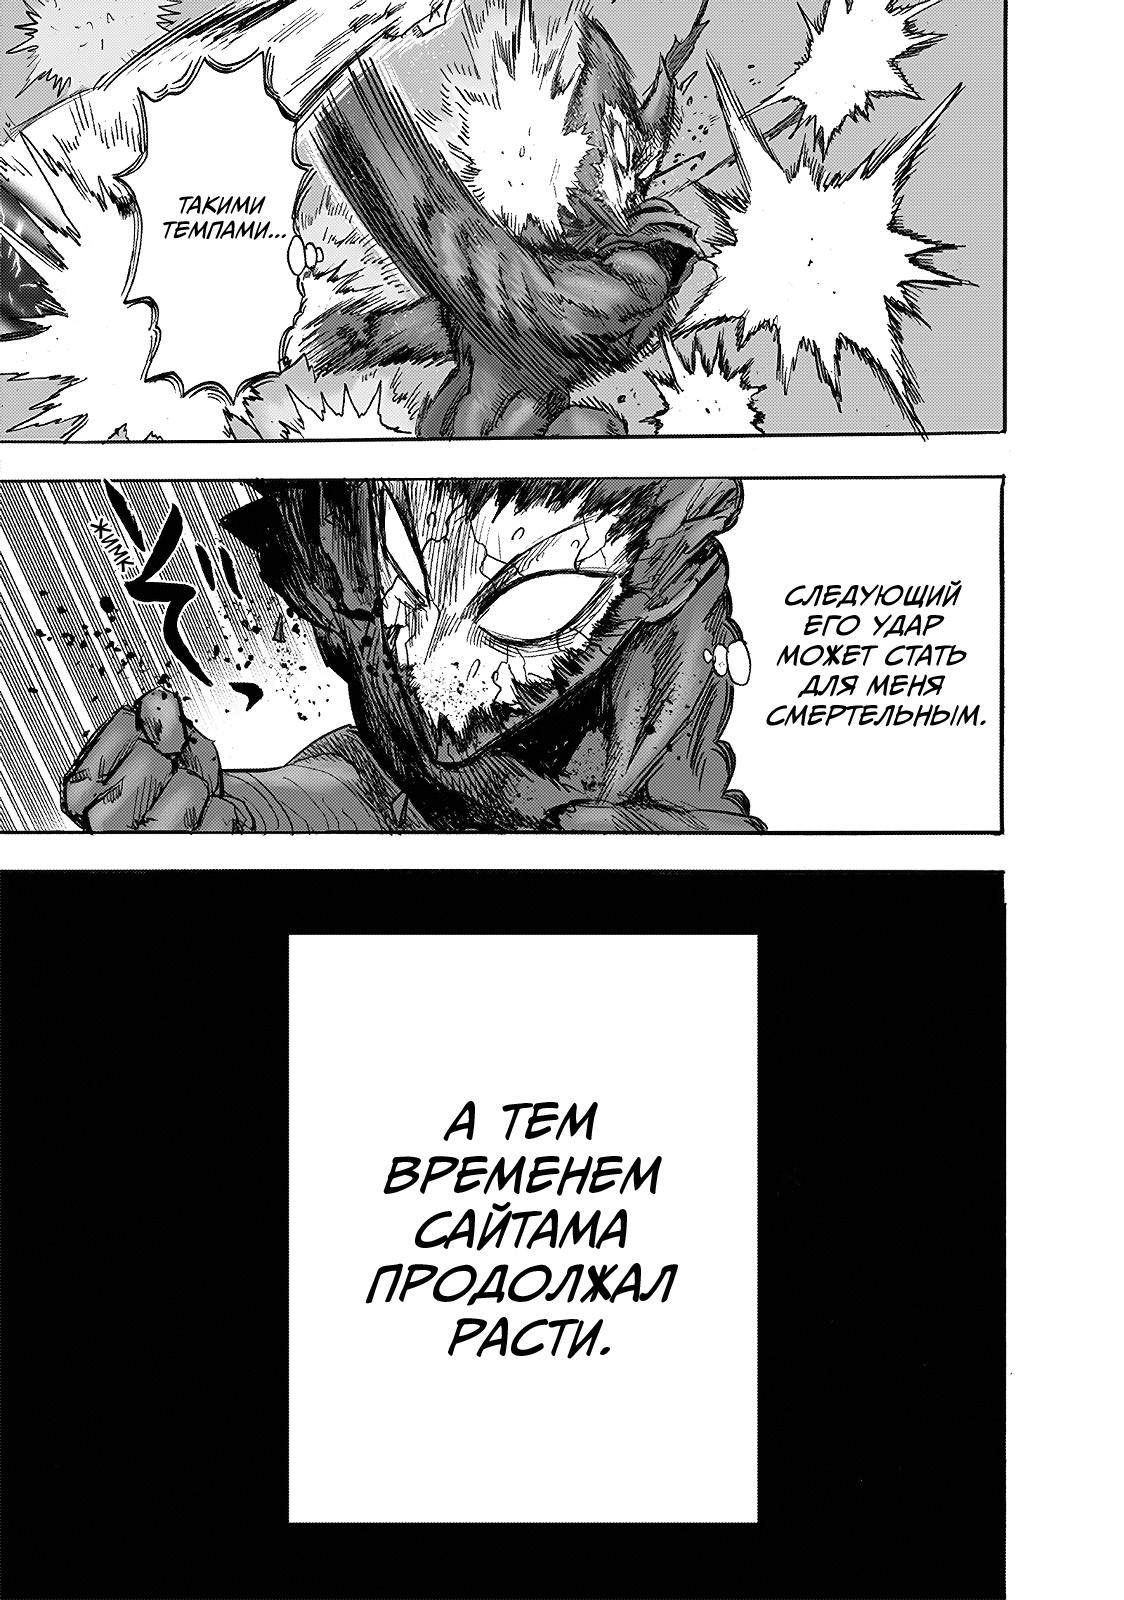 ТАКИМИ
ТЕМПАМИ...
СЛЕДУЮЩИЙ
ЕГО УДАР
МОЖЕТ СТАТЬ
ДЛЯ МЕНЯ
СМЕРТЕЛЬНЫМ.
ЖИМК
А ТЕМ
ВРЕМЕНЕМ
САЙТАМА
ПРОДОЛЖАЛ
РАСТИ.